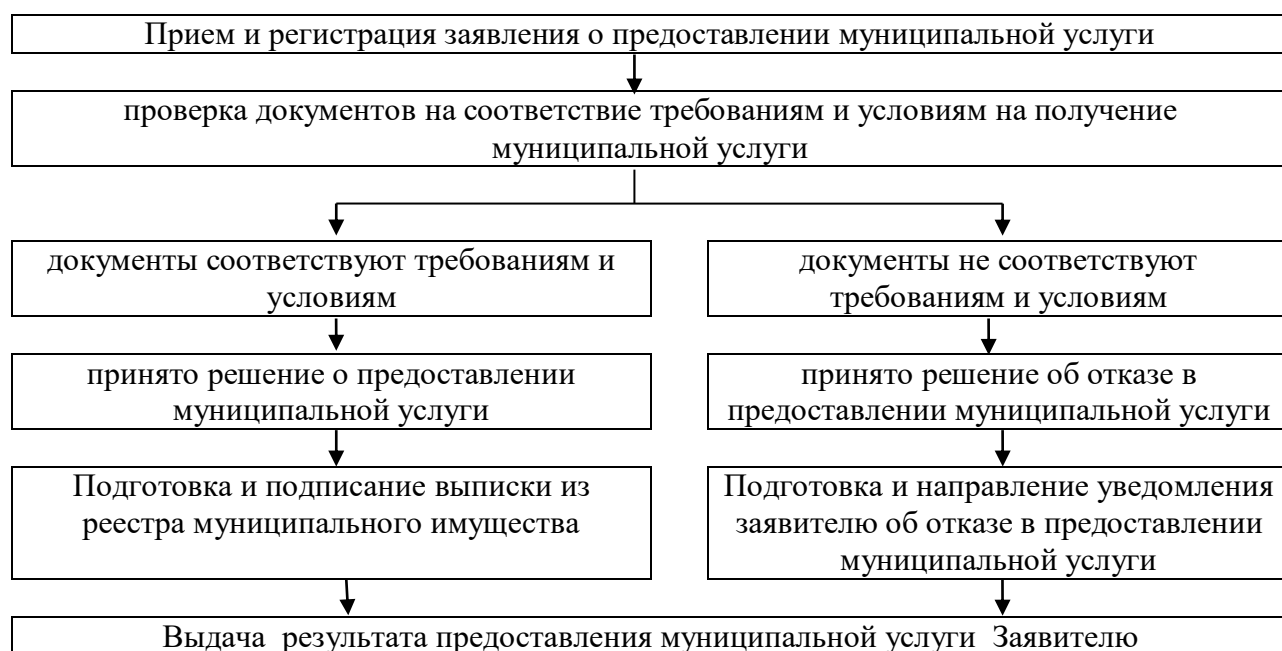 Прием и регистрация заявления о предоставлении муниципальной услуги
проверка документов на соответствие требованиям и условиям на получение
муниципальной услуги
документы соответствуют требованиям и
условиям
документы не соответствуют
требованиям и условиям
принято решение о предоставлении
муниципальной услуги
принято решение об отказе в
предоставлении муниципальной услуги
Подготовка и подписание выписки из
реестра муниципального имущества
Подготовка и направление уведомления
заявителю об отказе в предоставлении
муниципальной услуги
Выдача результата предоставления муниципальной услуги Заявителю